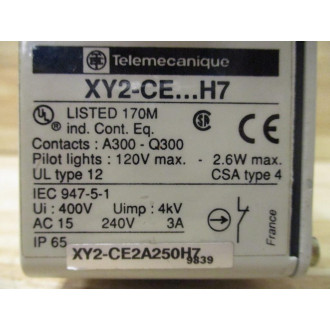 Telemecanique
XY2-CE...H7
UL LISTED 170M
ind. Cont. Eq.
SA CE
Contacts : A300 - Q300
Pilot lights : 120V max. - 2.6W max.
UL type 12 CSA type 4
IEC 947-5-1
Ui : 400V Uimp : 4kV
AC 15 240V 3A
IP 65
France
XY2-CE2A250H7
9839